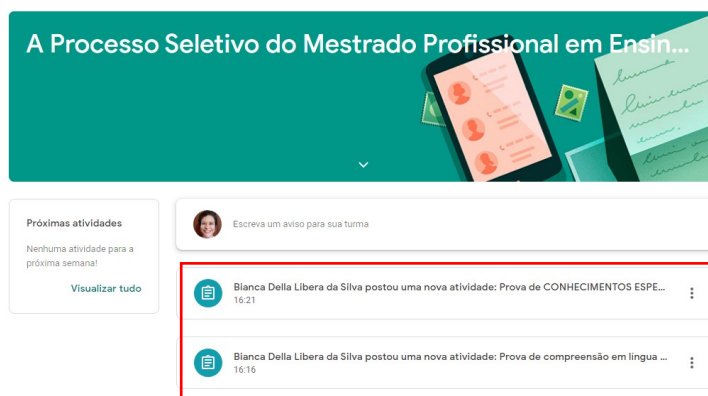 A Processo Seletivo do Mestrado Profissional em Ensin...
Próximas atividades
Nenhuma atividade para a
próxima semana!
Visualizar tudo
Escreva um aviso para sua turma
Bianca Della Libera da Silva postou uma nova atividade: Prova de CONHECIMENTOS ESPE...
16:21
Bianca Della Libera da Silva postou uma nova atividade: Prova de compreensão em língua ...
16:16